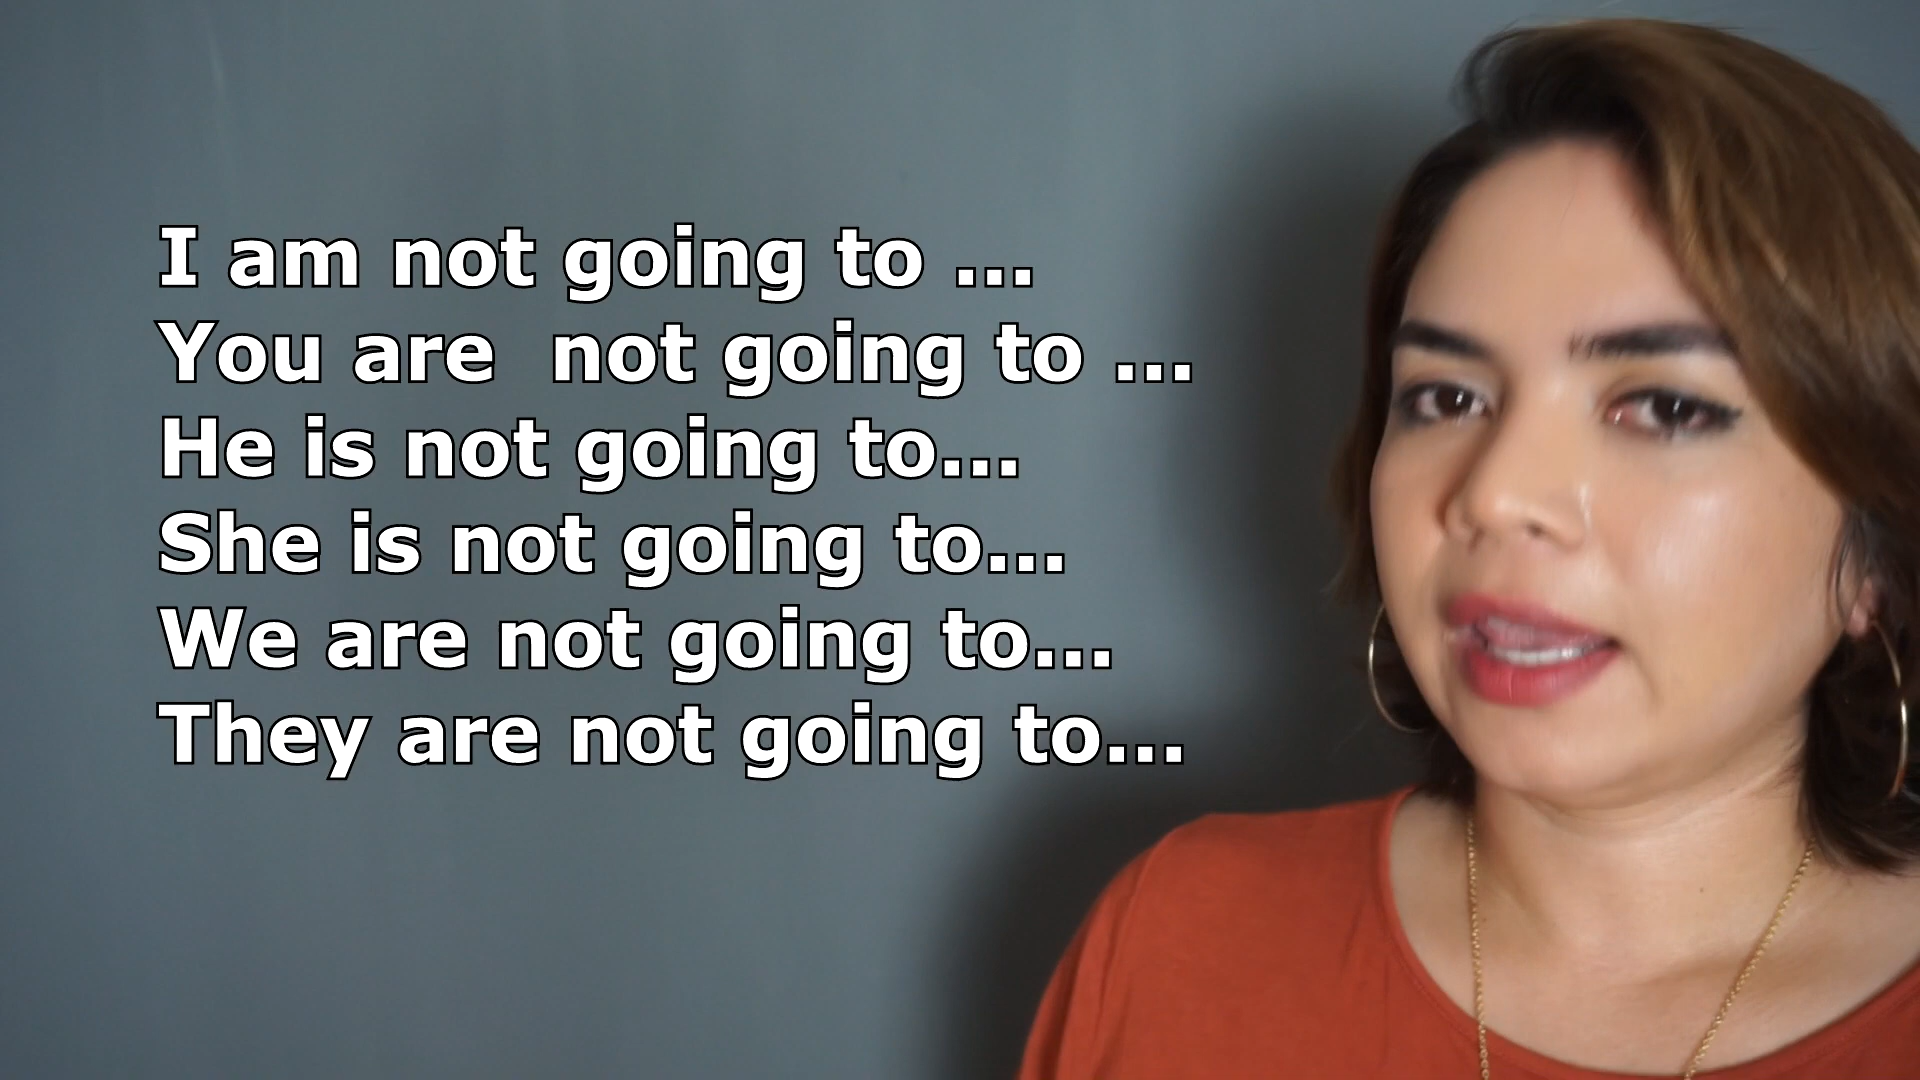 I am not going to ...
You are  not going to ...
He is not going to...
She is not going to...
We are not going to...
They are not going to...